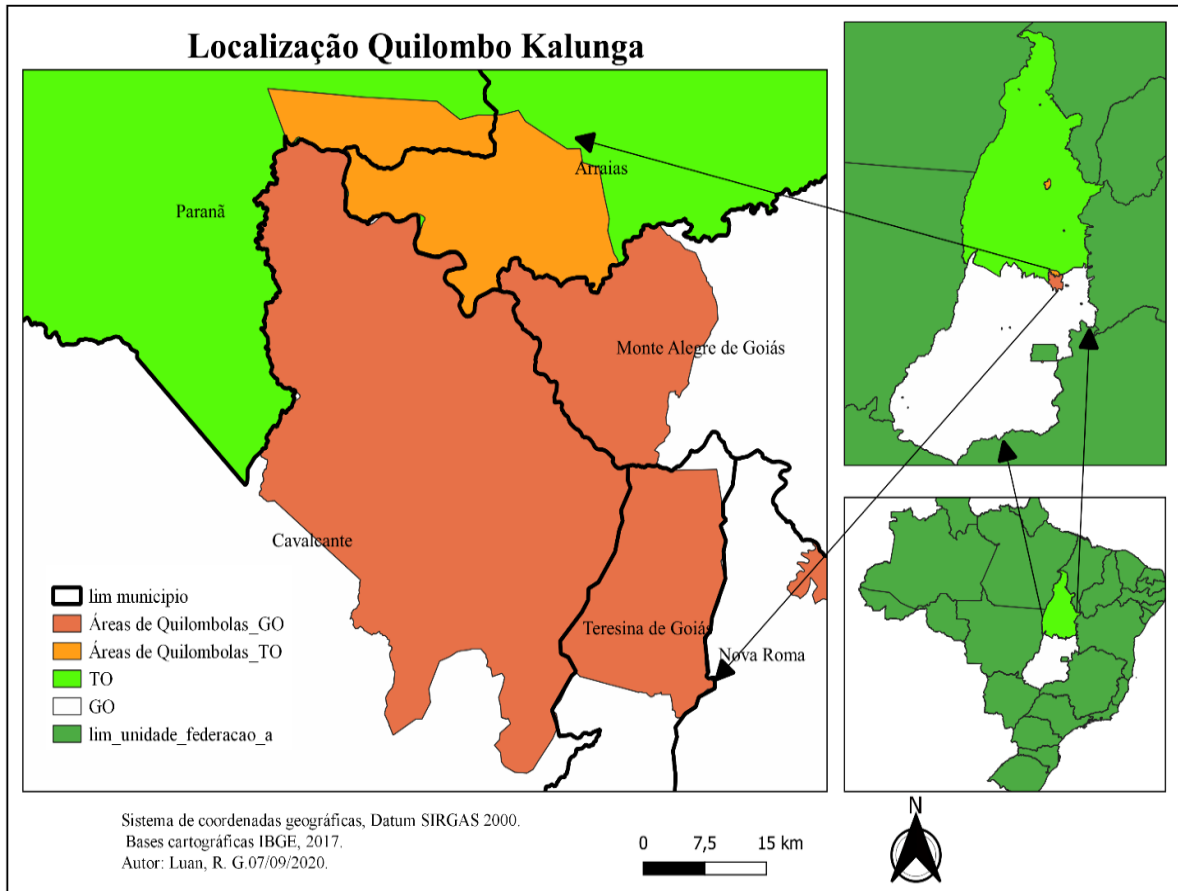 Localização Quilombo Kalunga
Arraias
Paranã
Monte Alegre de Goiás
Cavalcante
Teresina de Goiás
Nova Roma
lim municipio
Áreas de Quilombolas_GO
Áreas de Quilombolas_TO
TO
GO
lim_unidade_federacao_a
Sistema de coordenadas geográficas, Datum SIRGAS 2000.
Bases cartográficas IBGE, 2017.
Autor: Luan, R. G.07/09/2020.
0 7,5 15 km
N